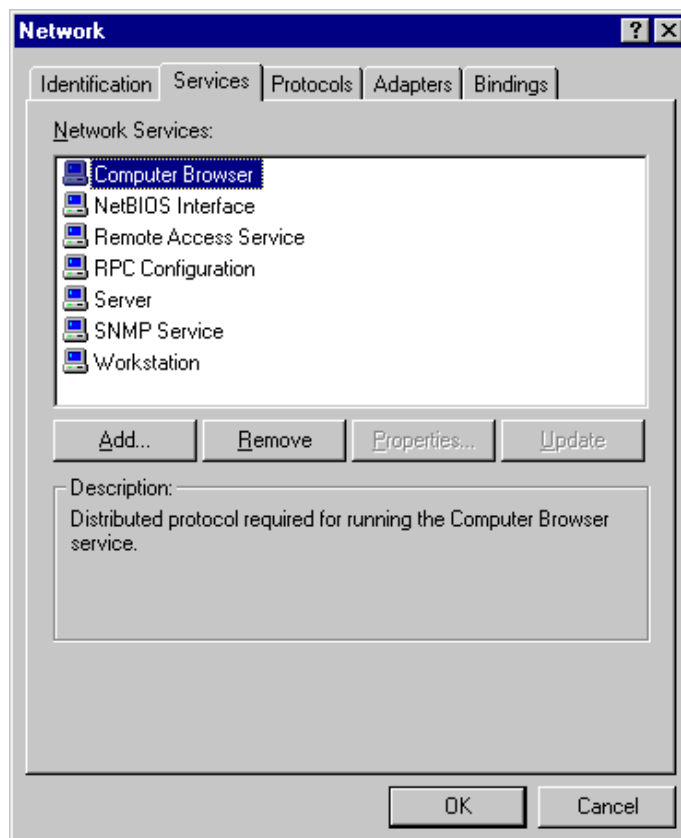 Network
Identification Services Protocols Adapters Bindings
Network Services:
Computer Browser
NetBIOS Interface
Remote Access Service
RPC Configuration
Server
SNMP Service
Workstation
Add... Remove Properties... Update
Description:
Distributed protocol required for running the Computer Browser
service.
OK Cancel